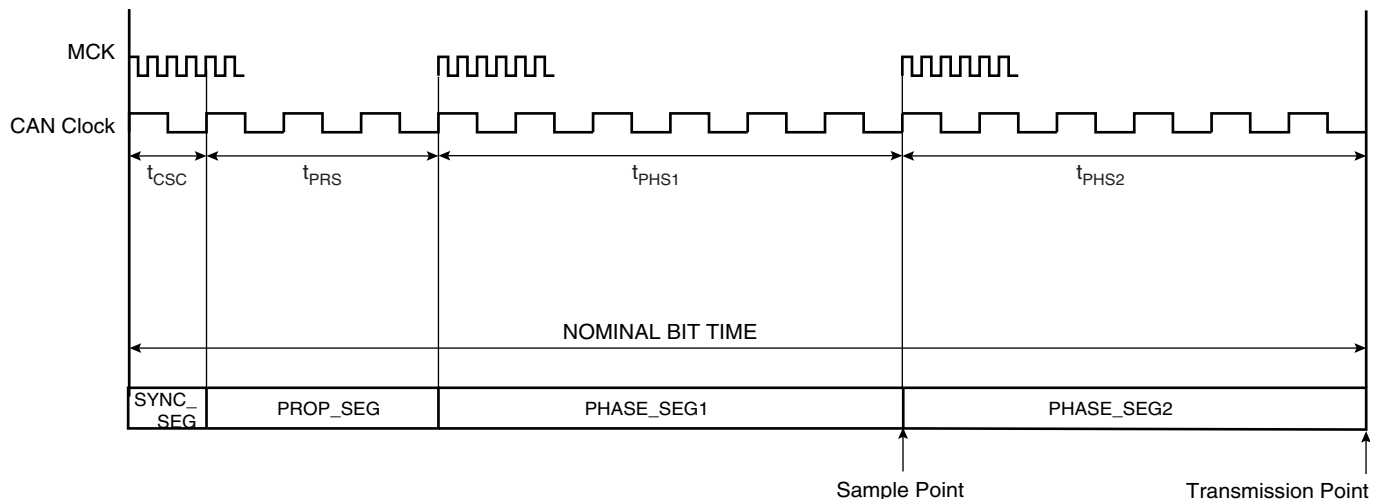 MCK
CAN Clock
tCSC
tPRS
tPHS1
tPHS2
NOMINAL BIT TIME
SYNC_
SEG
PROP_SEG
PHASE_SEG1
PHASE_SEG2
Sample Point
Transmission Point